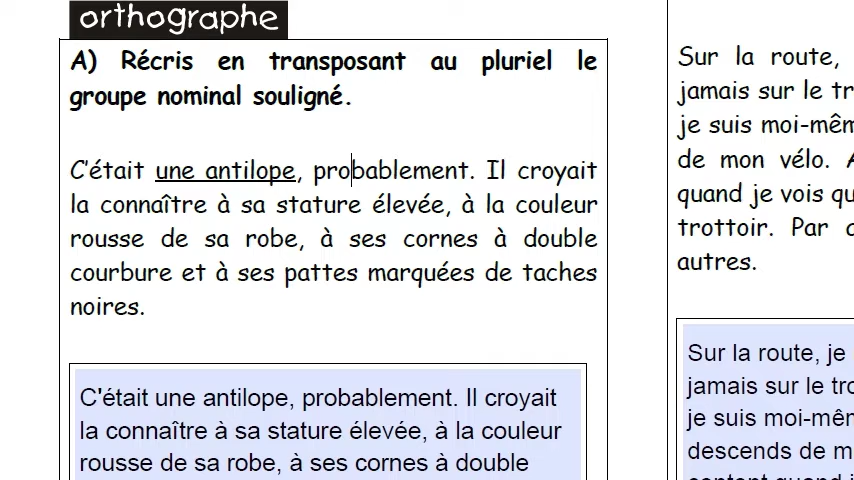 orthographe
A) Récris en transposant au pluriel le
groupe nominal souligné.
C'était une antilope, probablement. Il croyait
la connaître à sa stature élevée, à la couleur
rousse de sa robe, à ses cornes à double
courbure et à ses pattes marquées de taches
noires.
C'était une antilope, probablement. Il croyait
la connaître à sa stature élevée, à la couleur
rousse de sa robe, à ses cornes à double
Sur la route,
jamais sur le tr
je suis moi-mêm
de mon vélo.
quand je vois qu
trottoir. Par
autres.
Sur la route, je
jamais sur le tro
je suis moi-mêm
descends de m